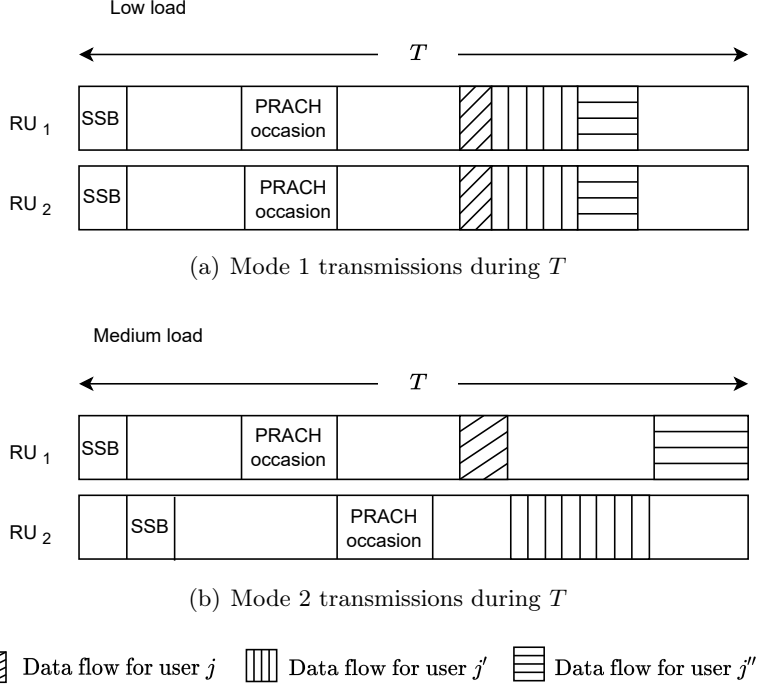 Low load
T
RU 1
SSB
PRACH
occasion
RU 2
SSB
PRACH
occasion
(a) Mode 1 transmissions during T
Medium load
T
RU 1
SSB
PRACH
occasion
RU 2
SSB
PRACH
occasion
(b) Mode 2 transmissions during T
Data flow for user j Data flow for user j′ Data flow for user j″